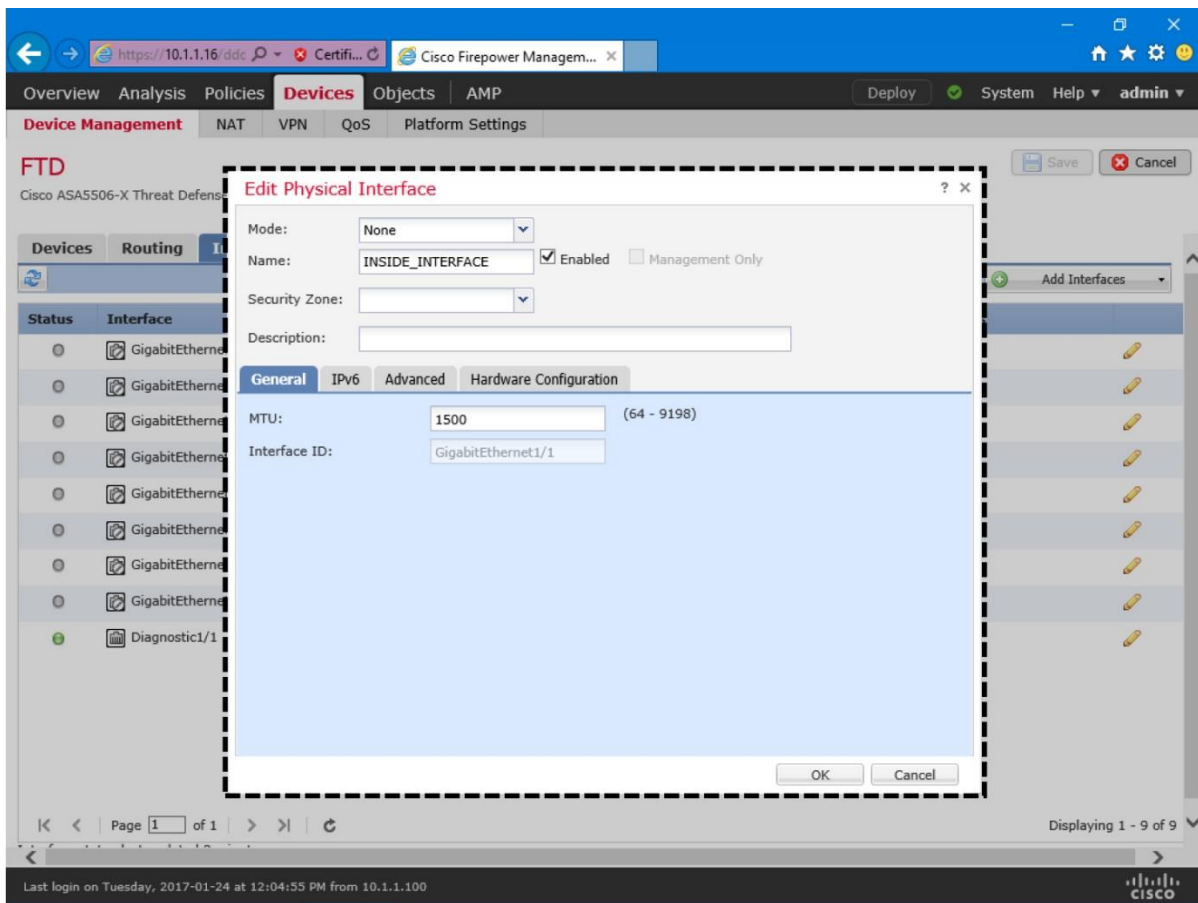 https://10.1.1.16/ddc Certifi... Cisco Firepower Managem...
Overview Analysis Policies Devices Objects AMP Deploy System Help admin
Device Management NAT VPN QoS Platform Settings
FTD
Save Cancel
Cisco ASA5506-X Threat Defens
Edit Physical Interface ?
Mode: None
Devices Routing
Name: INSIDE_INTERFACE Enabled Management Only
Add Interfaces
Security Zone:
Status Interface
Description:
GigabitEtherne
General IPv6 Advanced Hardware Configuration
GigabitEtherne
MTU: 1500 (64 - 9198)
GigabitEtherne
Interface ID: GigabitEthernet1/1
GigabitEtherne
GigabitEtherne
GigabitEtherne
GigabitEtherne
GigabitEtherne
Diagnostic1/1
OK Cancel
Page 1 of 1 Displaying 1 - 9 of 9
Last login on Tuesday, 2017-01-24 at 12:04:55 PM from 10.1.1.100
CISCO